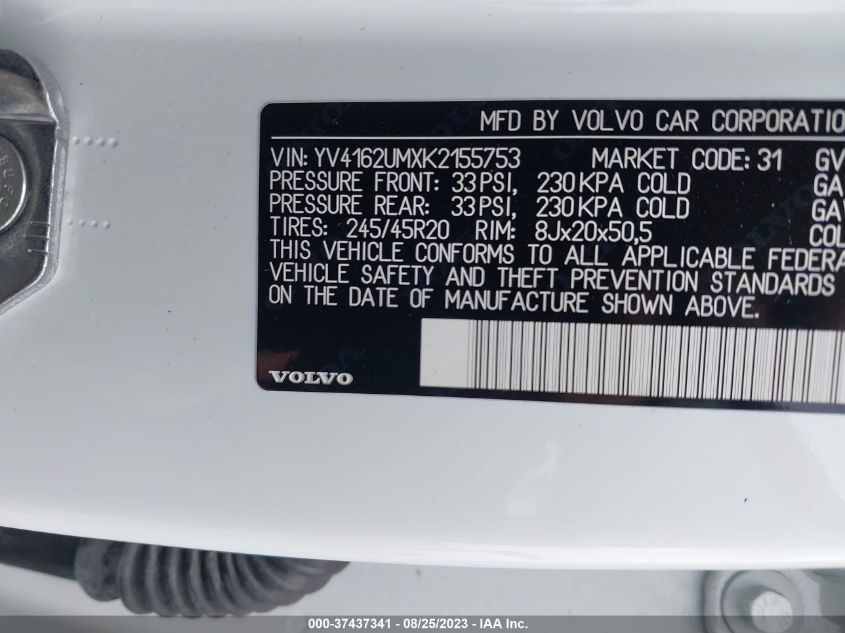 MFD BY VOLVO CAR CORPORATION
VIN: YV4162UMXK2155753 MARKET CODE: 31 GV
PRESSURE FRONT: 33PSI, 230KPA COLD GA
PRESSURE REAR: 33PSI, 230KPA COLD GA
TIRES: 245/45R20 RIM: 8Jx20x50,5 COL
THIS VEHICLE CONFORMS TO ALL APPLICABLE FEDERA
VEHICLE SAFETY AND THEFT PREVENTION STANDARDS
ON THE DATE OF MANUFACTURE SHOWN ABOVE.
VOLVO
000-37437341 - 08/25/2023 - IAA Inc.